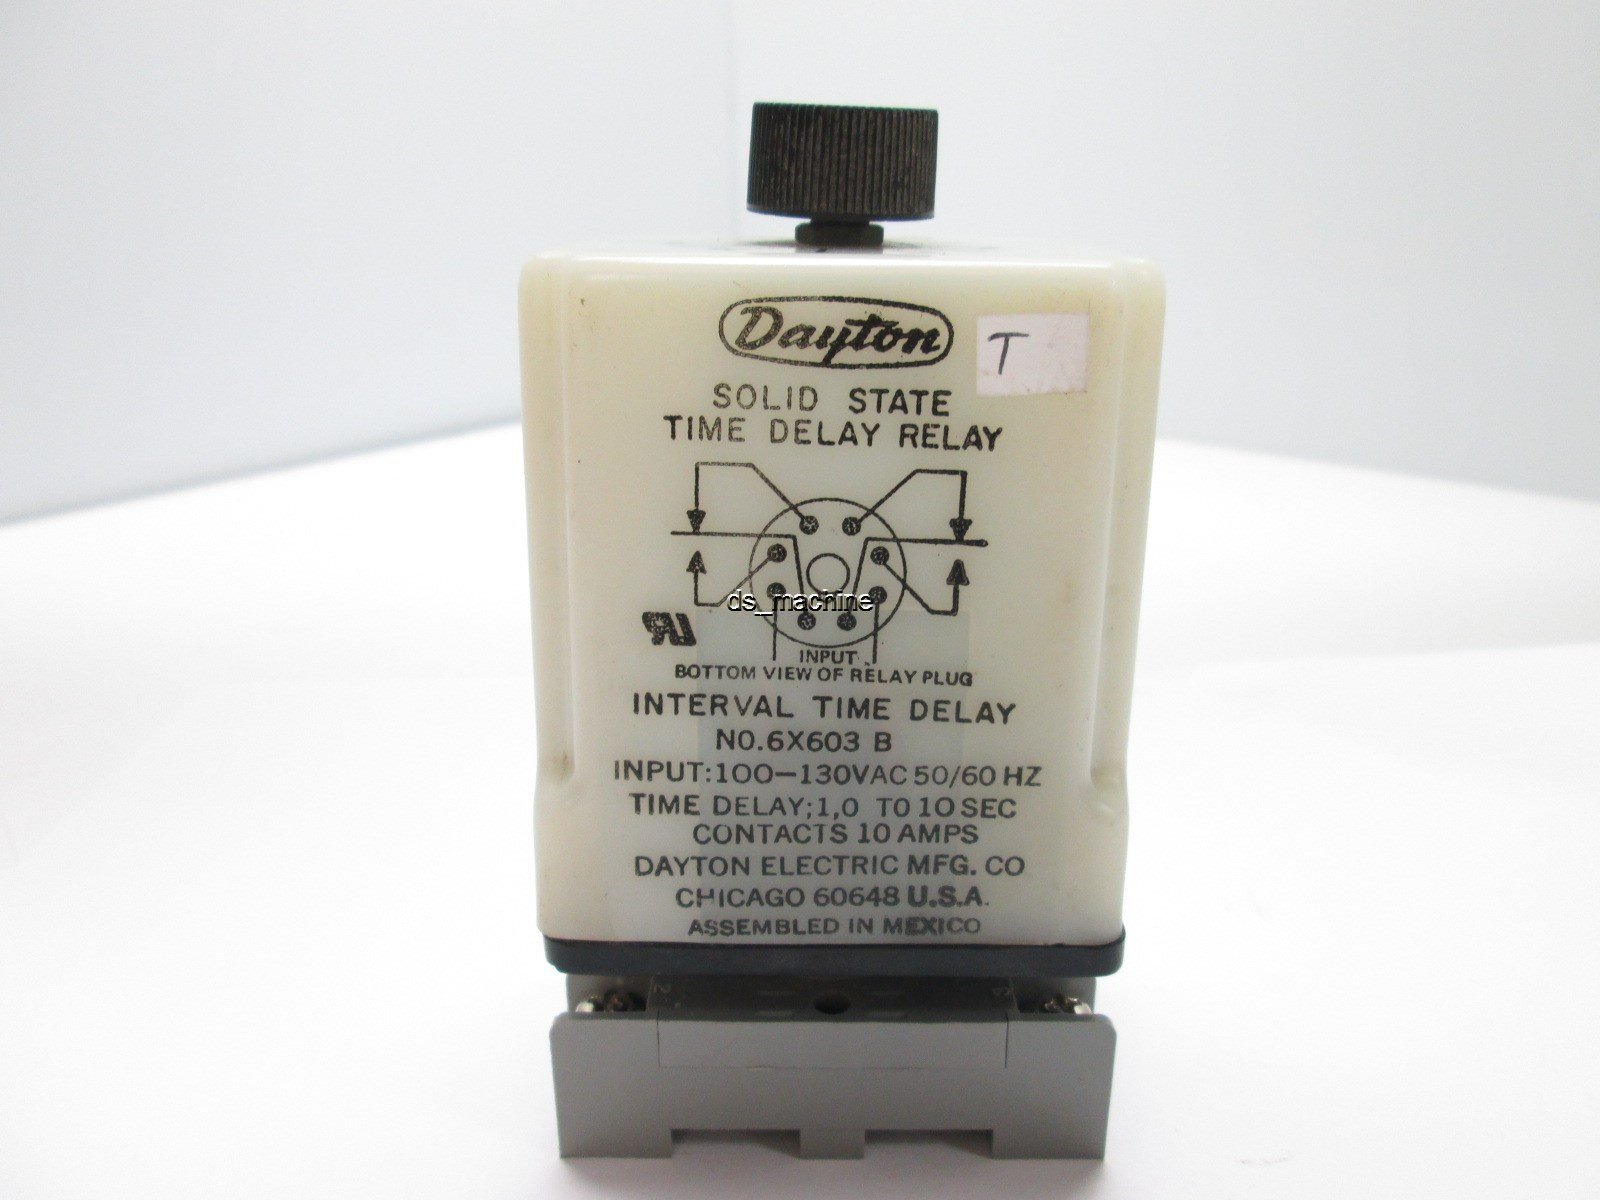 Dayton
T
SOLID STATE
TIME DELAY RELAY
ds_machine
INPUT
BOTTOM VIEW OF RELAY PLUG
INTERVAL TIME DELAY
NO.6X603 B
INPUT:100-130VAC 50/60 HZ
TIME DELAY;1,0 TO 10 SEC
CONTACTS 10 AMPS
DAYTON ELECTRIC MFG. CO
CHICAGO 60648 U.S.A.
ASSEMBLED IN MEXICO
2